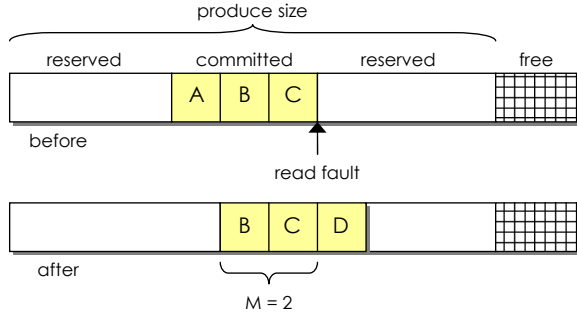 produce size
reserved committed reserved free
A B C
before
read fault
B C D
after
M = 2